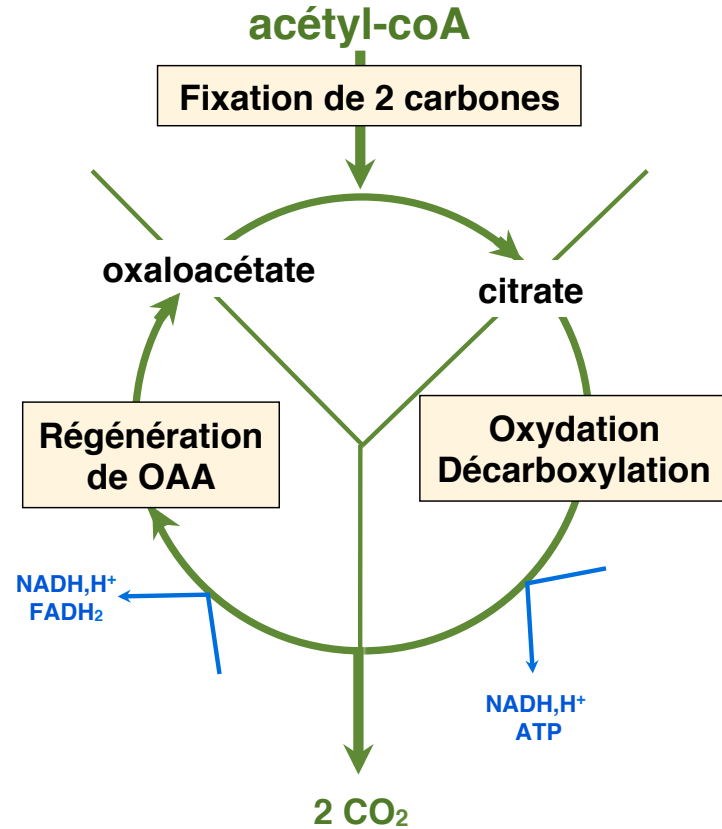 acétyl-coA
Fixation de 2 carbones
oxaloacétate
citrate
Régénération
de OAA
Oxydation
Décarboxylation
NADH,H⁺
FADH₂
NADH,H⁺
ATP
2 CO₂